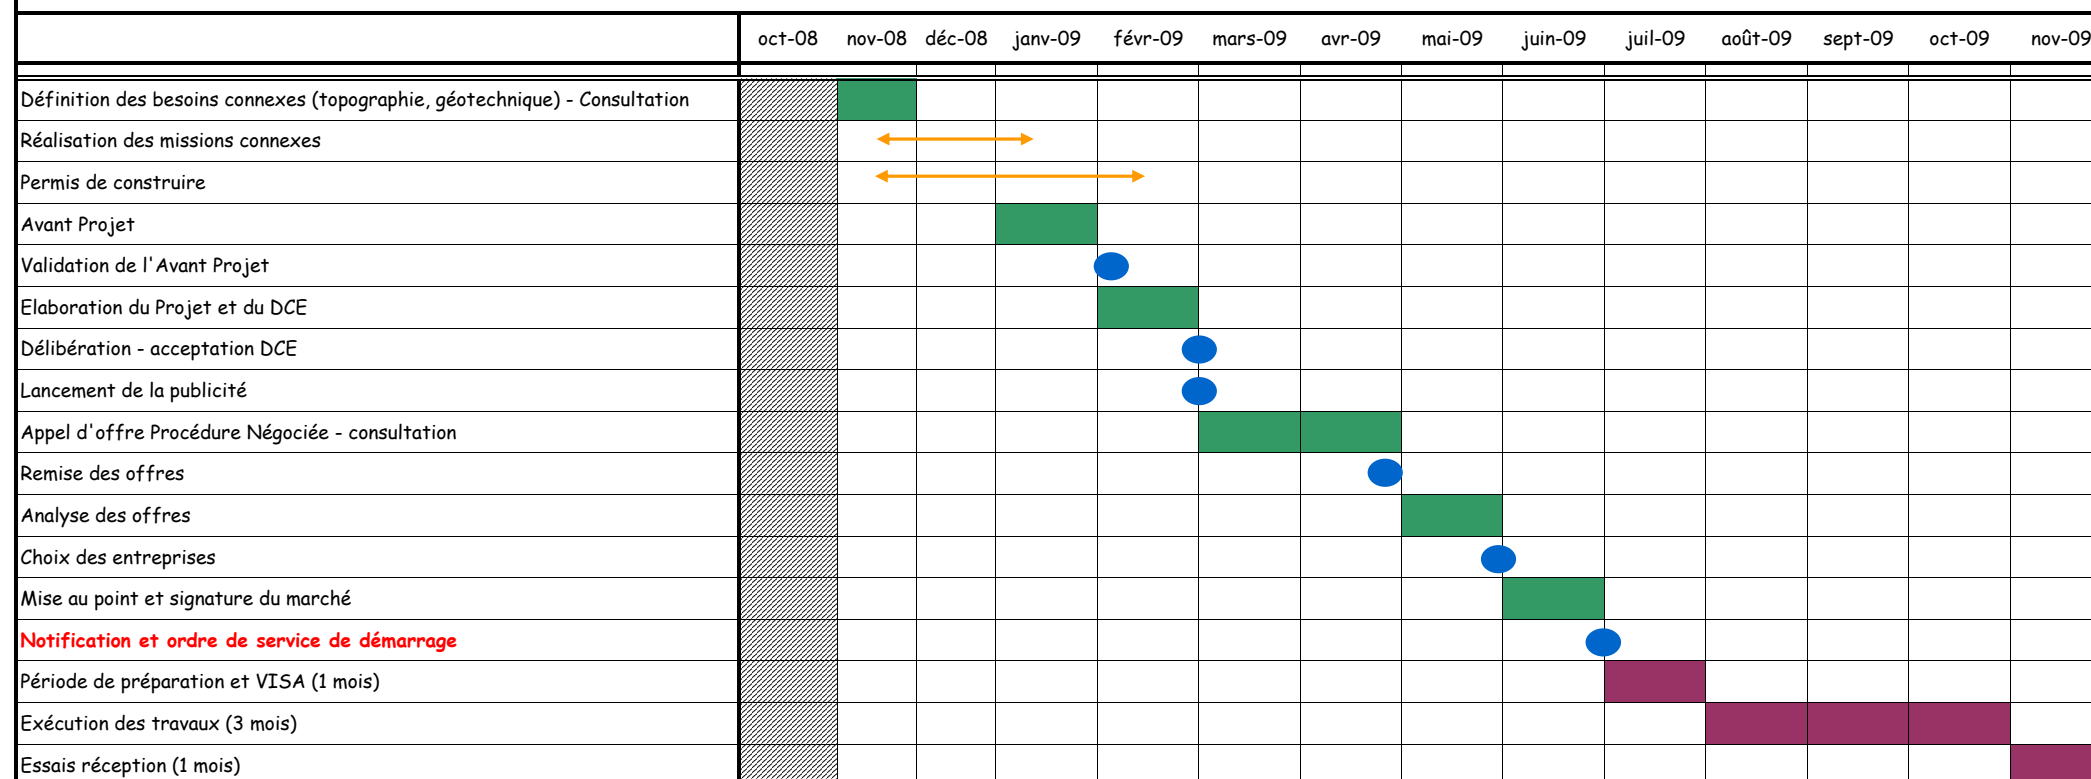 oct-08 nov-08 déc-08 janv-09 févr-09 mars-09 avr-09 mai-09 juin-09 juil-09 août-09 sept-09 oct-09 nov-09
Définition des besoins connexes (topographie, géotechnique) - Consultation
Réalisation des missions connexes
Permis de construire
Avant Projet
Validation de l'Avant Projet
Elaboration du Projet et du DCE
Délibération - acceptation DCE
Lancement de la publicité
Appel d'offre Procédure Négociée - consultation
Remise des offres
Analyse des offres
Choix des entreprises
Mise au point et signature du marché
Notification et ordre de service de démarrage
Période de préparation et VISA (1 mois)
Exécution des travaux (3 mois)
Essais réception (1 mois)